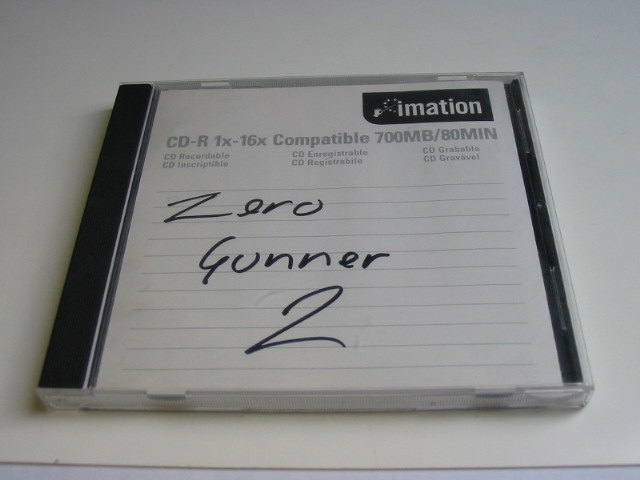 imation
CD-R 1x-16x Compatible 700MB/80MIN
CD Recordable CD Enregistrable CD Grabable
CD Inscriptible CD Registrabile CD Gravável
Zero
Gunner
2